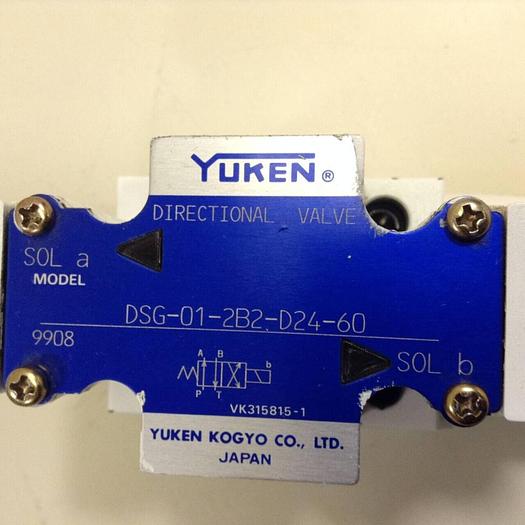 YUKEN ®
DIRECTIONAL VALVE
SOL a
MODEL
DSG-01-2B2-D24-60
9908
A B
b
SOL b
P T
VK315815-1
YUKEN KOGYO CO., LTD.
JAPAN